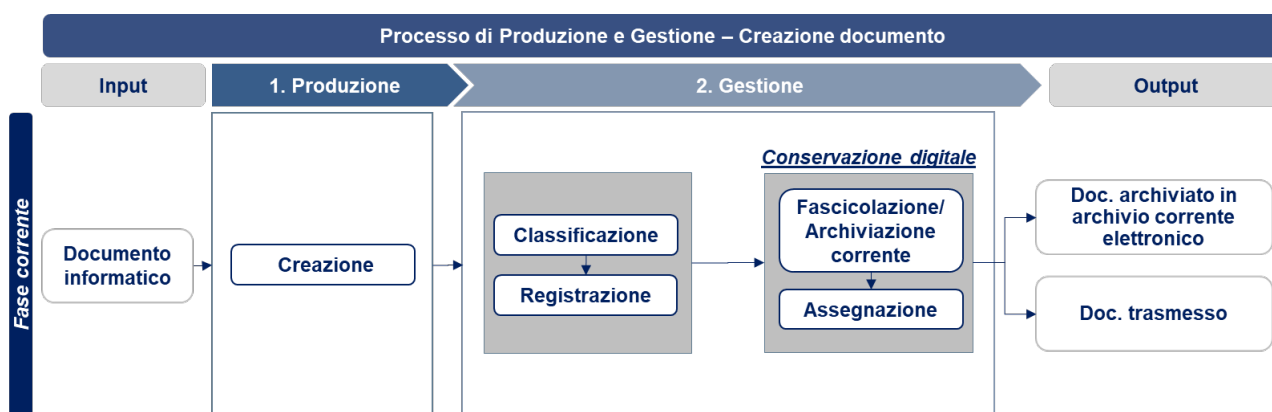 Processo di Produzione e Gestione – Creazione documento
Input
1. Produzione
2. Gestione
Output
Fase corrente
Documento
informatico
Creazione
Classificazione
Registrazione
Conservazione digitale
Fascicolazione/
Archiviazione
corrente
Assegnazione
Doc. archiviato in
archivio corrente
elettronico
Doc. trasmesso